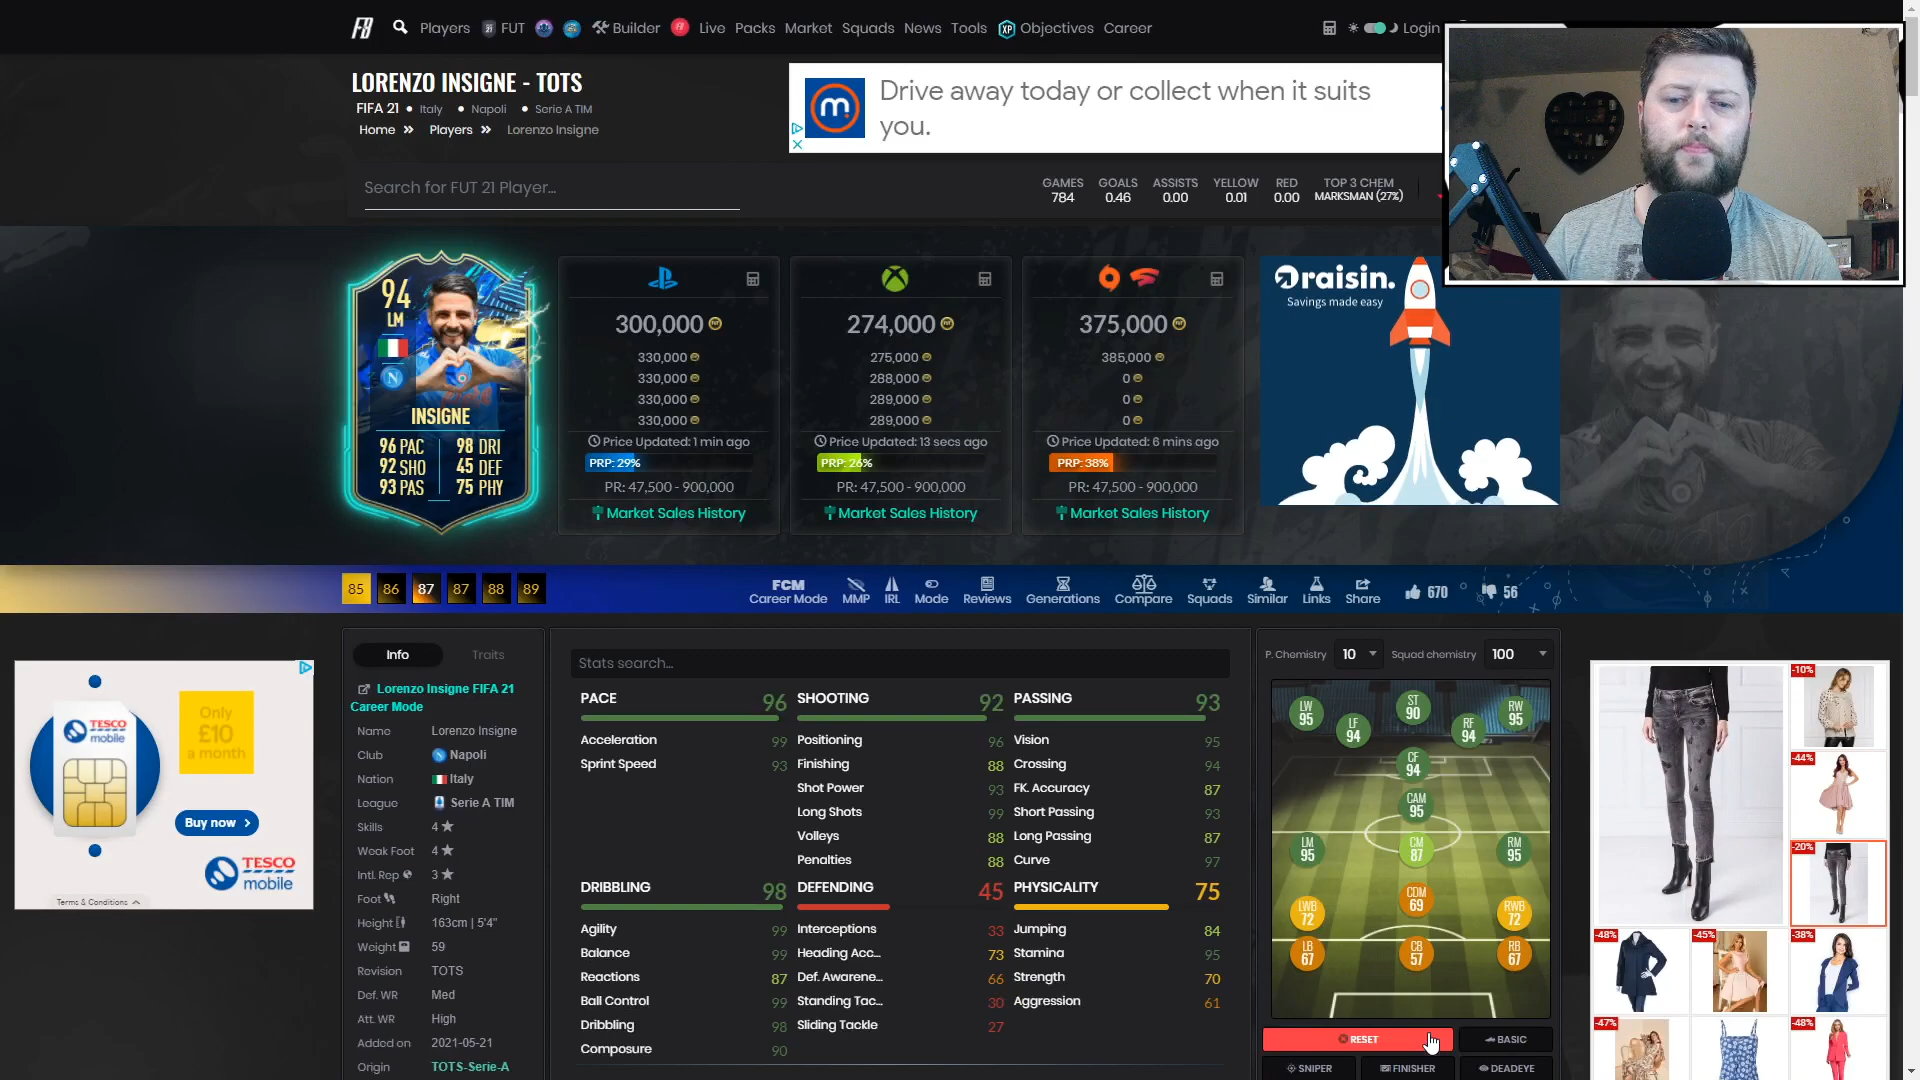 Players FUT Builder Live Packs Market Squads News Tools Objectives Career Login
LORENZO INSIGNE - TOTS
FIFA 21 • Italy • Napoli • Serie A TIM
Home » Players » Lorenzo Insigne
Drive away today or collect when it suits
you.
Search for FUT 21 Player...
GAMES GOALS ASSISTS YELLOW RED TOP 3 CHEM
784 0.46 0.00 0.01 0.00 MARKSMAN (27%)
94
LM
INSIGNE
96 PAC 98 DRI
92 SHO 45 DEF
93 PAS 75 PHY
300,000
330,000
330,000
330,000
330,000
Price Updated: 1 min ago
PRP: 29%
PR: 47,500 - 900,000
Market Sales History
274,000
275,000
288,000
289,000
289,000
Price Updated: 13 secs ago
PRP: 26%
PR: 47,500 - 900,000
Market Sales History
375,000
385,000
0
0
0
Price Updated: 6 mins ago
PRP: 38%
PR: 47,500 - 900,000
Market Sales History
raisin.
Savings made easy
85 86 87 87 88 89
FCM
Career Mode MMP IRL Mode Reviews Generations Compare Squads Similar Links Share 670 56
Only
£10
a month
TESCO
mobile
Buy now >
TESCO
mobile
Terms & Conditions
Info Traits
Lorenzo Insigne FIFA 21
Career Mode
Name Lorenzo Insigne
Club Napoli
Nation Italy
League Serie A TIM
Skills 4★
Weak Foot 4★
Intl. Rep 3★
Foot Right
Height 163cm | 5'4"
Weight 59
Revision TOTS
Def. WR Med
Att. WR High
Added on 2021-05-21
Origin TOTS-Serie-A
Stats search...
PACE 96
Acceleration 99
Sprint Speed 93
SHOOTING 92
Positioning 96
Finishing 88
Shot Power 93
Long Shots 99
Volleys 88
Penalties 88
PASSING 93
Vision 95
Crossing 94
FK. Accuracy 87
Short Passing 93
Long Passing 87
Curve 97
DRIBBLING 98
Agility 99
Balance 99
Reactions 87
Ball Control 99
Dribbling 98
Composure 90
DEFENDING 45
Interceptions 33
Heading Acc... 73
Def. Awarene... 66
Standing Tac... 30
Sliding Tackle 27
PHYSICALITY 75
Jumping 84
Stamina 95
Strength 70
Aggression 61
P. Chemistry 10 Squad chemistry 100
LW 95
LF 94
ST 90
RF 94
RW 95
CF 94
CAM 95
LM 95
CM 87
RM 95
CDM 69
LWB 72
RWB 72
LB 67
CB 57
RB 67
RESET BASIC
SNIPER FINISHER DEADEYE
-10%
-44%
-20%
-48% -45% -38%
-47% -48%